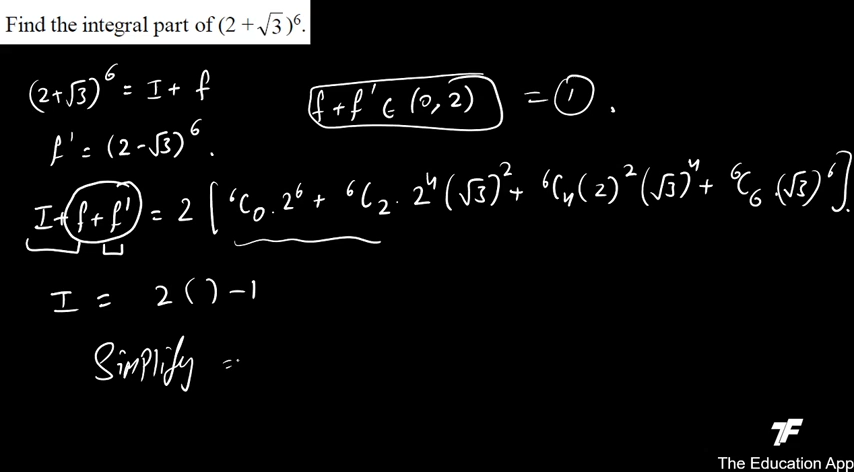 Find the integral part of (2 + √3)⁶.
(2+√3)⁶ = I + f
f + f' ∈ (0, 2) = ① .
f' = (2-√3)⁶.
I + f + f' = 2 [ ⁶C₀ . 2⁶ + ⁶C₂ . 2⁴ (√3)² + ⁶C₄ (2)² (√3)⁴ + ⁶C₆ . (√3)⁶ ].
I = 2 ( ) - 1
Simplify =
7F
The Education App